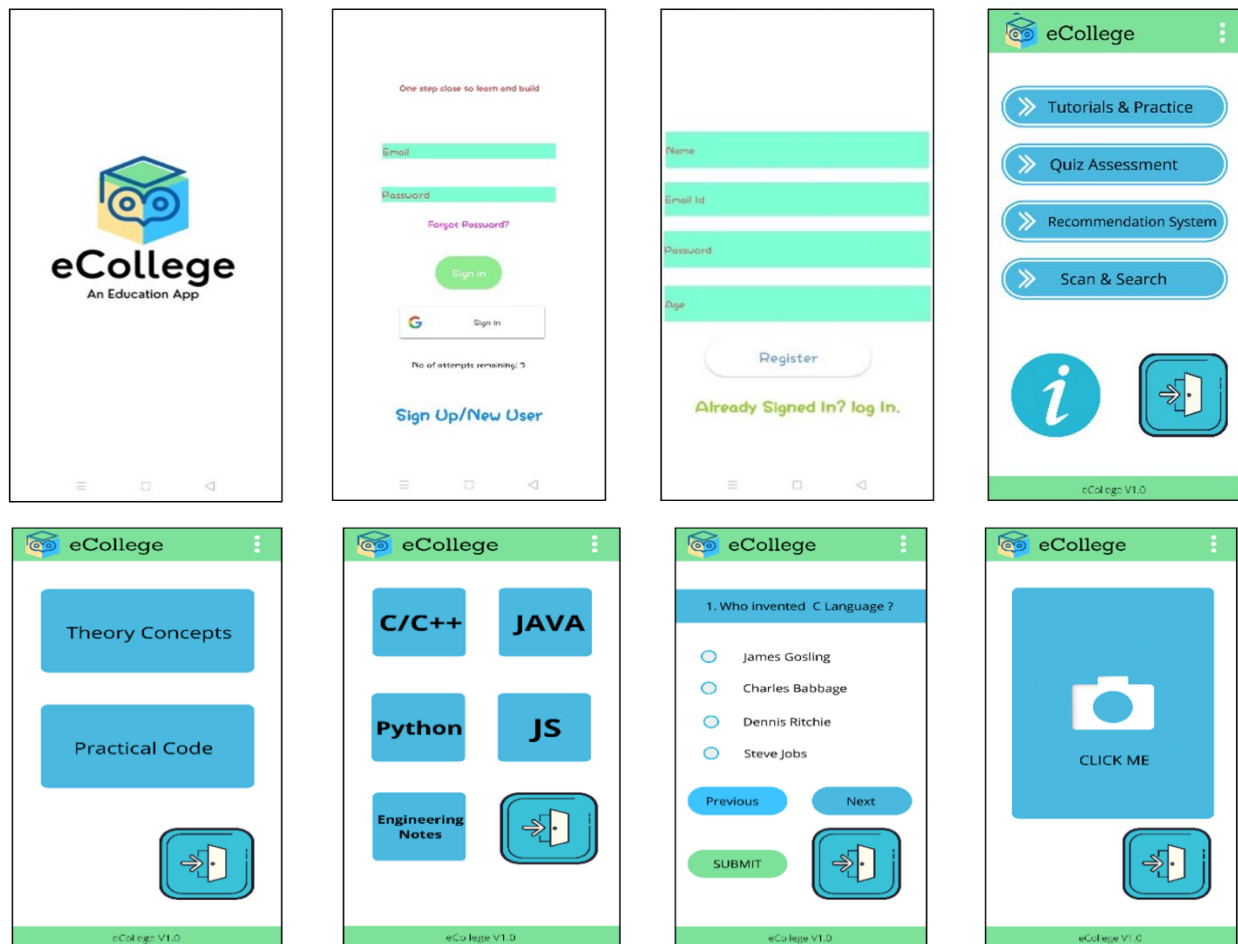 eCollege
An Education App
One step close to learn and build
Email
Password
Forgot Password?
Sign in
G
Sign in
No of attempts remaining: 5
Sign Up/New User
Name
Email Id
Password
Age
Register
Already Signed In? log In.
eCollege
Tutorials & Practice
Quiz Assessment
Recommendation System
Scan & Search
i
eCollege V1.0
eCollege
Theory Concepts
Practical Code
eCollege V1.0
eCollege
C/C++
JAVA
Python
JS
Engineering
Notes
eCollege V1.0
eCollege
1. Who invented C Language ?
James Gosling
Charles Babbage
Dennis Ritchie
Steve Jobs
Previous
Next
SUBMIT
eCollege V1.0
eCollege
CLICK ME
eCollege V1.0